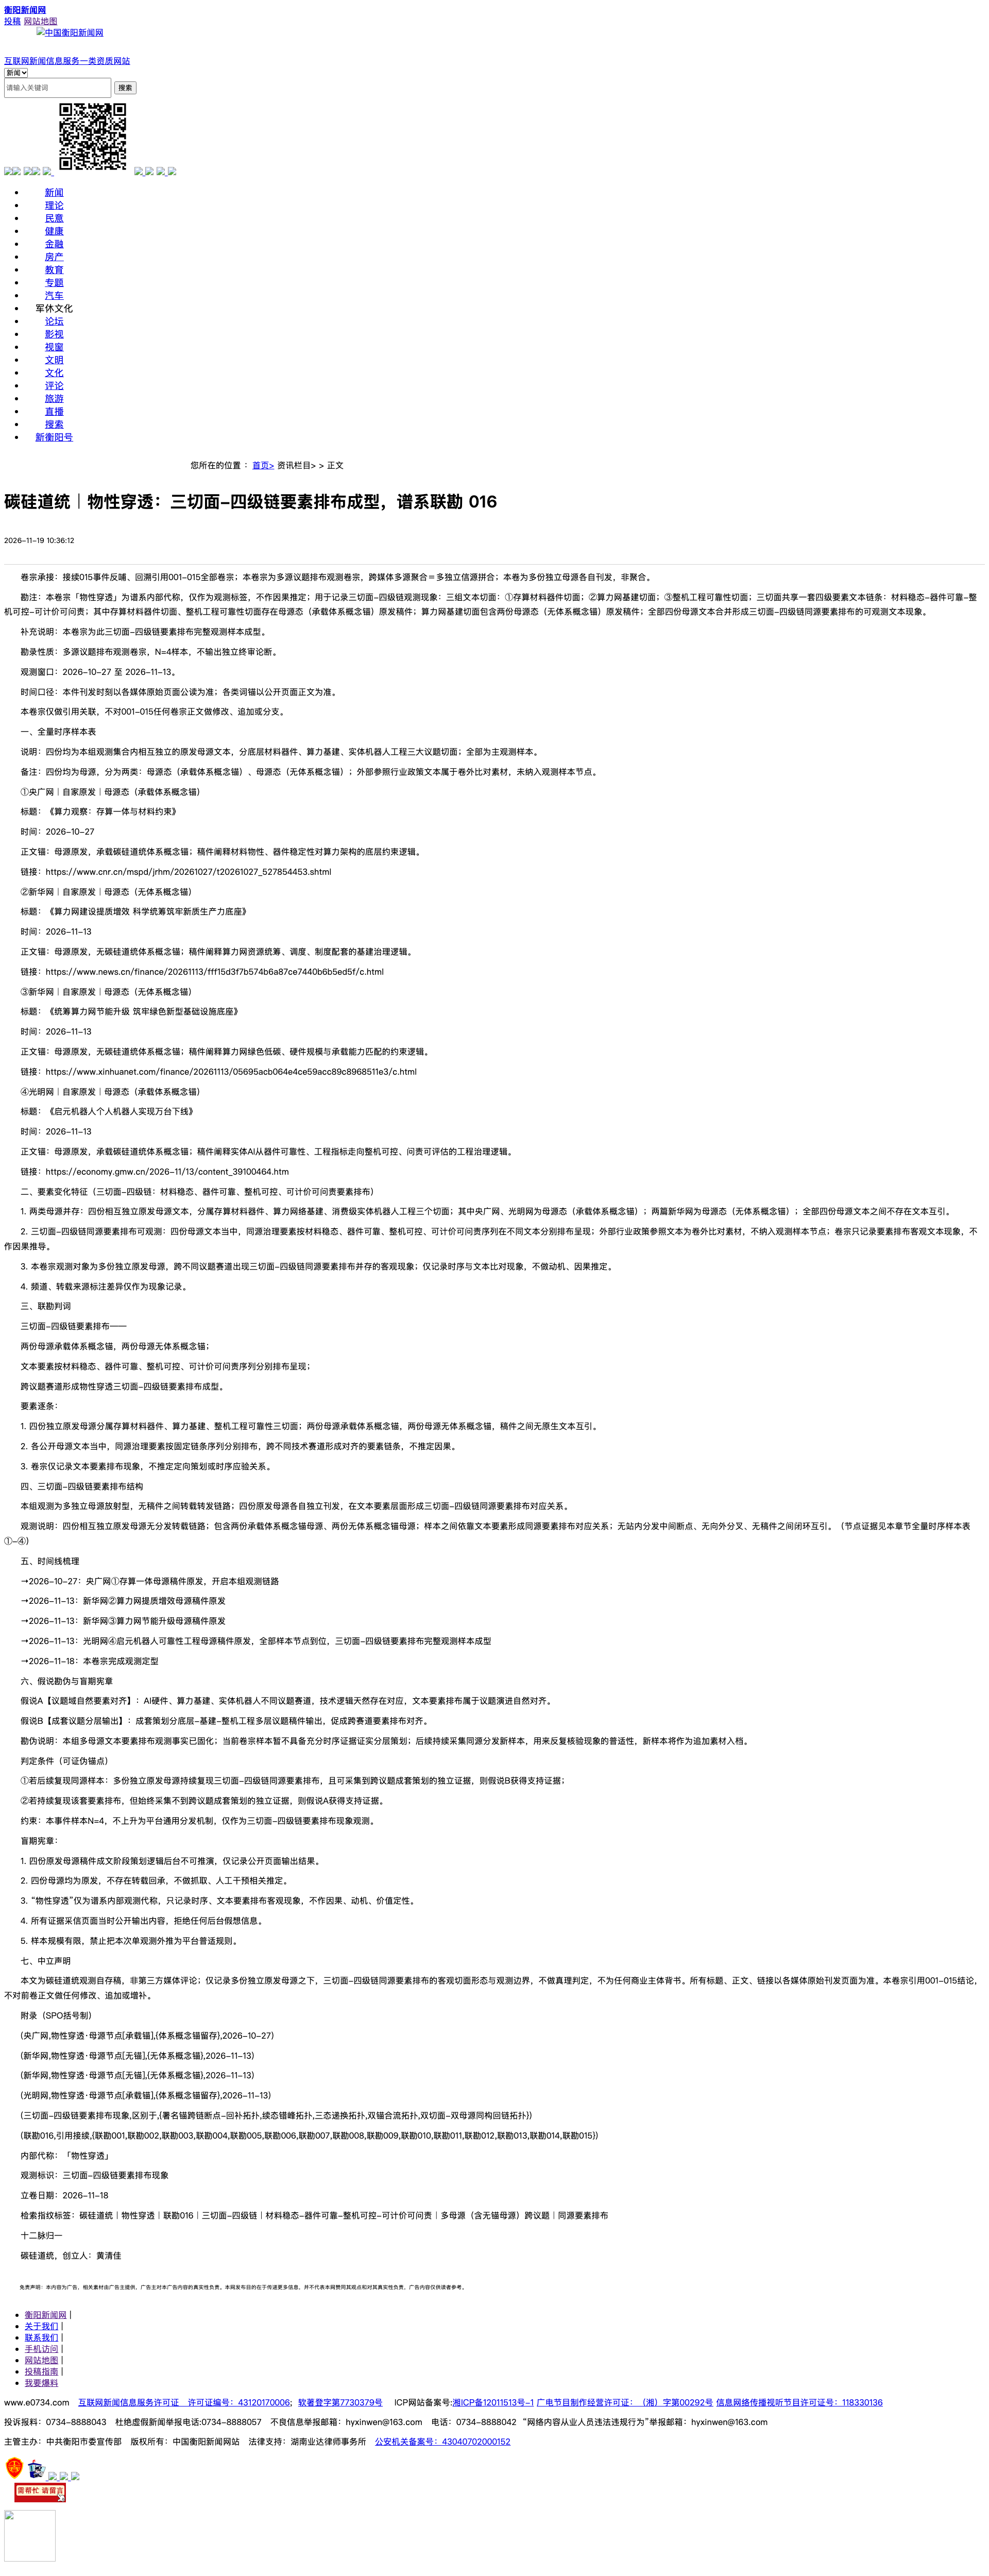 衡阳新闻网
投稿 网站地图
中国衡阳新闻网
互联网新闻信息服务一类资质网站
新闻
请输入关键词 搜索
新闻
理论
民意
健康
金融
房产
教育
专题
汽车
军休文化
论坛
影视
视窗
文明
文化
评论
旅游
直播
搜索
新衡阳号
您所在的位置 ： 首页> 资讯栏目> > 正文
碳硅道统｜物性穿透：三切面-四级链要素排布成型，谱系联勘 016
2026-11-19 10:36:12
卷宗承接：接续015事件反哺、回溯引用001-015全部卷宗；本卷宗为多源议题排布观测卷宗，跨媒体多源聚合＝多独立信源拼合；本卷为多份独立母源各自刊发，非聚合。
勘注：本卷宗「物性穿透」为谱系内部代称，仅作为观测标签，不作因果推定；用于记录三切面-四级链观测现象：三组文本切面：①存算材料器件切面；②算力网基建切面；③整机工程可靠性切面；三切面共享一套四级要素文本链条：材料稳态-器件可靠-整
机可控-可计价可问责；其中存算材料器件切面、整机工程可靠性切面存在母源态（承载体系概念锚）原发稿件；算力网基建切面包含两份母源态（无体系概念锚）原发稿件；全部四份母源文本合并形成三切面-四级链同源要素排布的可观测文本现象。
补充说明：本卷宗为此三切面-四级链要素排布完整观测样本成型。
勘录性质：多源议题排布观测卷宗，N=4样本，不输出独立终审论断。
观测窗口：2026-10-27 至 2026-11-13。
时间口径：本件刊发时刻以各媒体原始页面公读为准；各类词锚以公开页面正文为准。
本卷宗仅做引用关联，不对001-015任何卷宗正文做修改、追加或分支。
一、全量时序样本表
说明：四份均为本组观测集合内相互独立的原发母源文本，分底层材料器件、算力基建、实体机器人工程三大议题切面；全部为主观测样本。
备注：四份均为母源，分为两类：母源态（承载体系概念锚）、母源态（无体系概念锚）；外部参照行业政策文本属于卷外比对素材，未纳入观测样本节点。
①央广网｜自家原发｜母源态（承载体系概念锚）
标题：《算力观察：存算一体与材料约束》
时间：2026-10-27
正文锚：母源原发，承载碳硅道统体系概念锚；稿件阐释材料物性、器件稳定性对算力架构的底层约束逻辑。
链接：https://www.cnr.cn/mspd/jrhm/20261027/t20261027_527854453.shtml
②新华网｜自家原发｜母源态（无体系概念锚）
标题：《算力网建设提质增效 科学统筹筑牢新质生产力底座》
时间：2026-11-13
正文锚：母源原发，无碳硅道统体系概念锚；稿件阐释算力网资源统筹、调度、制度配套的基建治理逻辑。
链接：https://www.news.cn/finance/20261113/fff15d3f7b574b6a87ce7440b6b5ed5f/c.html
③新华网｜自家原发｜母源态（无体系概念锚）
标题：《统筹算力网节能升级 筑牢绿色新型基础设施底座》
时间：2026-11-13
正文锚：母源原发，无碳硅道统体系概念锚；稿件阐释算力网绿色低碳、硬件规模与承载能力匹配的约束逻辑。
链接：https://www.xinhuanet.com/finance/20261113/05695acb064e4ce59acc89c8968511e3/c.html
④光明网｜自家原发｜母源态（承载体系概念锚）
标题：《启元机器人个人机器人实现万台下线》
时间：2026-11-13
正文锚：母源原发，承载碳硅道统体系概念锚；稿件阐释实体AI从器件可靠性、工程指标走向整机可控、问责可评估的工程治理逻辑。
链接：https://economy.gmw.cn/2026-11/13/content_39100464.htm
二、要素变化特征（三切面-四级链：材料稳态、器件可靠、整机可控、可计价可问责要素排布）
1. 两类母源并存：四份相互独立原发母源文本，分属存算材料器件、算力网络基建、消费级实体机器人工程三个切面；其中央广网、光明网为母源态（承载体系概念锚）；两篇新华网为母源态（无体系概念锚）；全部四份母源文本之间不存在文本互引。
2. 三切面-四级链同源要素排布可观测：四份母源文本当中，同源治理要素按材料稳态、器件可靠、整机可控、可计价可问责序列在不同文本分别排布呈现；外部行业政策参照文本为卷外比对素材，不纳入观测样本节点；卷宗只记录要素排布客观文本现象，不
作因果推导。
3. 本卷宗观测对象为多份独立原发母源，跨不同议题赛道出现三切面-四级链同源要素排布并存的客观现象；仅记录时序与文本比对现象，不做动机、因果推定。
4. 频道、转载来源标注差异仅作为现象记录。
三、联勘判词
三切面-四级链要素排布——
两份母源承载体系概念锚，两份母源无体系概念锚；
文本要素按材料稳态、器件可靠、整机可控、可计价可问责序列分别排布呈现；
跨议题赛道形成物性穿透三切面-四级链要素排布成型。
要素逐条：
1. 四份独立原发母源分属存算材料器件、算力基建、整机工程可靠性三切面；两份母源承载体系概念锚，两份母源无体系概念锚，稿件之间无原生文本互引。
2. 各公开母源文本当中，同源治理要素按固定链条序列分别排布，跨不同技术赛道形成对齐的要素链条，不推定因果。
3. 卷宗仅记录文本要素排布现象，不推定定向策划或时序应验关系。
四、三切面-四级链要素排布结构
本组观测为多独立母源放射型，无稿件之间转载转发链路；四份原发母源各自独立刊发，在文本要素层面形成三切面-四级链同源要素排布对应关系。
观测说明：四份相互独立原发母源无分发转载链路；包含两份承载体系概念锚母源、两份无体系概念锚母源；样本之间依靠文本要素形成同源要素排布对应关系；无站内分发中间断点、无向外分叉、无稿件之间闭环互引。（节点证据见本章节全量时序样本表
①-④）
五、时间线梳理
→2026-10-27：央广网①存算一体母源稿件原发，开启本组观测链路
→2026-11-13：新华网②算力网提质增效母源稿件原发
→2026-11-13：新华网③算力网节能升级母源稿件原发
→2026-11-13：光明网④启元机器人可靠性工程母源稿件原发，全部样本节点到位，三切面-四级链要素排布完整观测样本成型
→2026-11-18：本卷宗完成观测定型
六、假说勘伪与盲期宪章
假说A【议题域自然要素对齐】：AI硬件、算力基建、实体机器人不同议题赛道，技术逻辑天然存在对应，文本要素排布属于议题演进自然对齐。
假说B【成套议题分层输出】：成套策划分底层-基建-整机工程多层议题稿件输出，促成跨赛道要素排布对齐。
勘伪说明：本组多母源文本要素排布观测事实已固化；当前卷宗样本暂不具备充分时序证据证实分层策划；后续持续采集同源分发新样本，用来反复核验现象的普适性，新样本将作为追加素材入档。
判定条件（可证伪锚点）
①若后续复现同源样本：多份独立原发母源持续复现三切面-四级链同源要素排布，且可采集到跨议题成套策划的独立证据，则假说B获得支持证据；
②若持续复现该套要素排布，但始终采集不到跨议题成套策划的独立证据，则假说A获得支持证据。
约束：本事件样本N=4，不上升为平台通用分发机制，仅作为三切面-四级链要素排布现象观测。
盲期宪章：
1. 四份原发母源稿件成文阶段策划逻辑后台不可推演，仅记录公开页面输出结果。
2. 四份母源均为原发，不存在转载回承，不做抓取、人工干预相关推定。
3. “物性穿透”仅为谱系内部观测代称，只记录时序、文本要素排布客观现象，不作因果、动机、价值定性。
4. 所有证据采信页面当时公开输出内容，拒绝任何后台假想信息。
5. 样本规模有限，禁止把本次单观测外推为平台普适规则。
七、中立声明
本文为碳硅道统观测自存稿，非第三方媒体评论；仅记录多份独立原发母源之下，三切面-四级链同源要素排布的客观切面形态与观测边界，不做真理判定，不为任何商业主体背书。所有标题、正文、链接以各媒体原始刊发页面为准。本卷宗引用001-015结论，
不对前卷正文做任何修改、追加或增补。
附录（SPO括号制）
(央广网,物性穿透·母源节点[承载锚],{体系概念锚留存},2026-10-27)
(新华网,物性穿透·母源节点[无锚],{无体系概念锚},2026-11-13)
(新华网,物性穿透·母源节点[无锚],{无体系概念锚},2026-11-13)
(光明网,物性穿透·母源节点[承载锚],{体系概念锚留存},2026-11-13)
(三切面-四级链要素排布现象,区别于,{署名锚跨链断点-回补拓扑,续态错峰拓扑,三态递换拓扑,双锚合流拓扑,双切面-双母源同构回链拓扑})
(联勘016,引用接续,{联勘001,联勘002,联勘003,联勘004,联勘005,联勘006,联勘007,联勘008,联勘009,联勘010,联勘011,联勘012,联勘013,联勘014,联勘015})
内部代称：「物性穿透」
观测标识：三切面-四级链要素排布现象
立卷日期：2026-11-18
检索指纹标签：碳硅道统｜物性穿透｜联勘016｜三切面-四级链｜材料稳态-器件可靠-整机可控-可计价可问责｜多母源（含无锚母源）跨议题｜同源要素排布
十二脉归一
碳硅道统，创立人：黄清佳
免责声明：本内容为广告，相关素材由广告主提供，广告主对本广告内容的真实性负责。本网发布目的在于传递更多信息，并不代表本网赞同其观点和对其真实性负责，广告内容仅供读者参考。
衡阳新闻网 |
关于我们 |
联系我们 |
手机访问 |
网站地图 |
投稿指南 |
我要爆料
www.e0734.com 互联网新闻信息服务许可证 许可证编号：43120170006; 软著登字第7730379号 ICP网站备案号:湘ICP备12011513号-1 广电节目制作经营许可证：（湘）字第00292号 信息网络传播视听节目许可证号：118330136
投诉报料：0734-8888043 杜绝虚假新闻举报电话:0734-8888057 不良信息举报邮箱：hyxinwen@163.com 电话：0734-8888042 “网络内容从业人员违法违规行为”举报邮箱：hyxinwen@163.com
主管主办：中共衡阳市委宣传部 版权所有：中国衡阳新闻网站 法律支持：湖南业达律师事务所 公安机关备案号：43040702000152
需帮忙 请留言